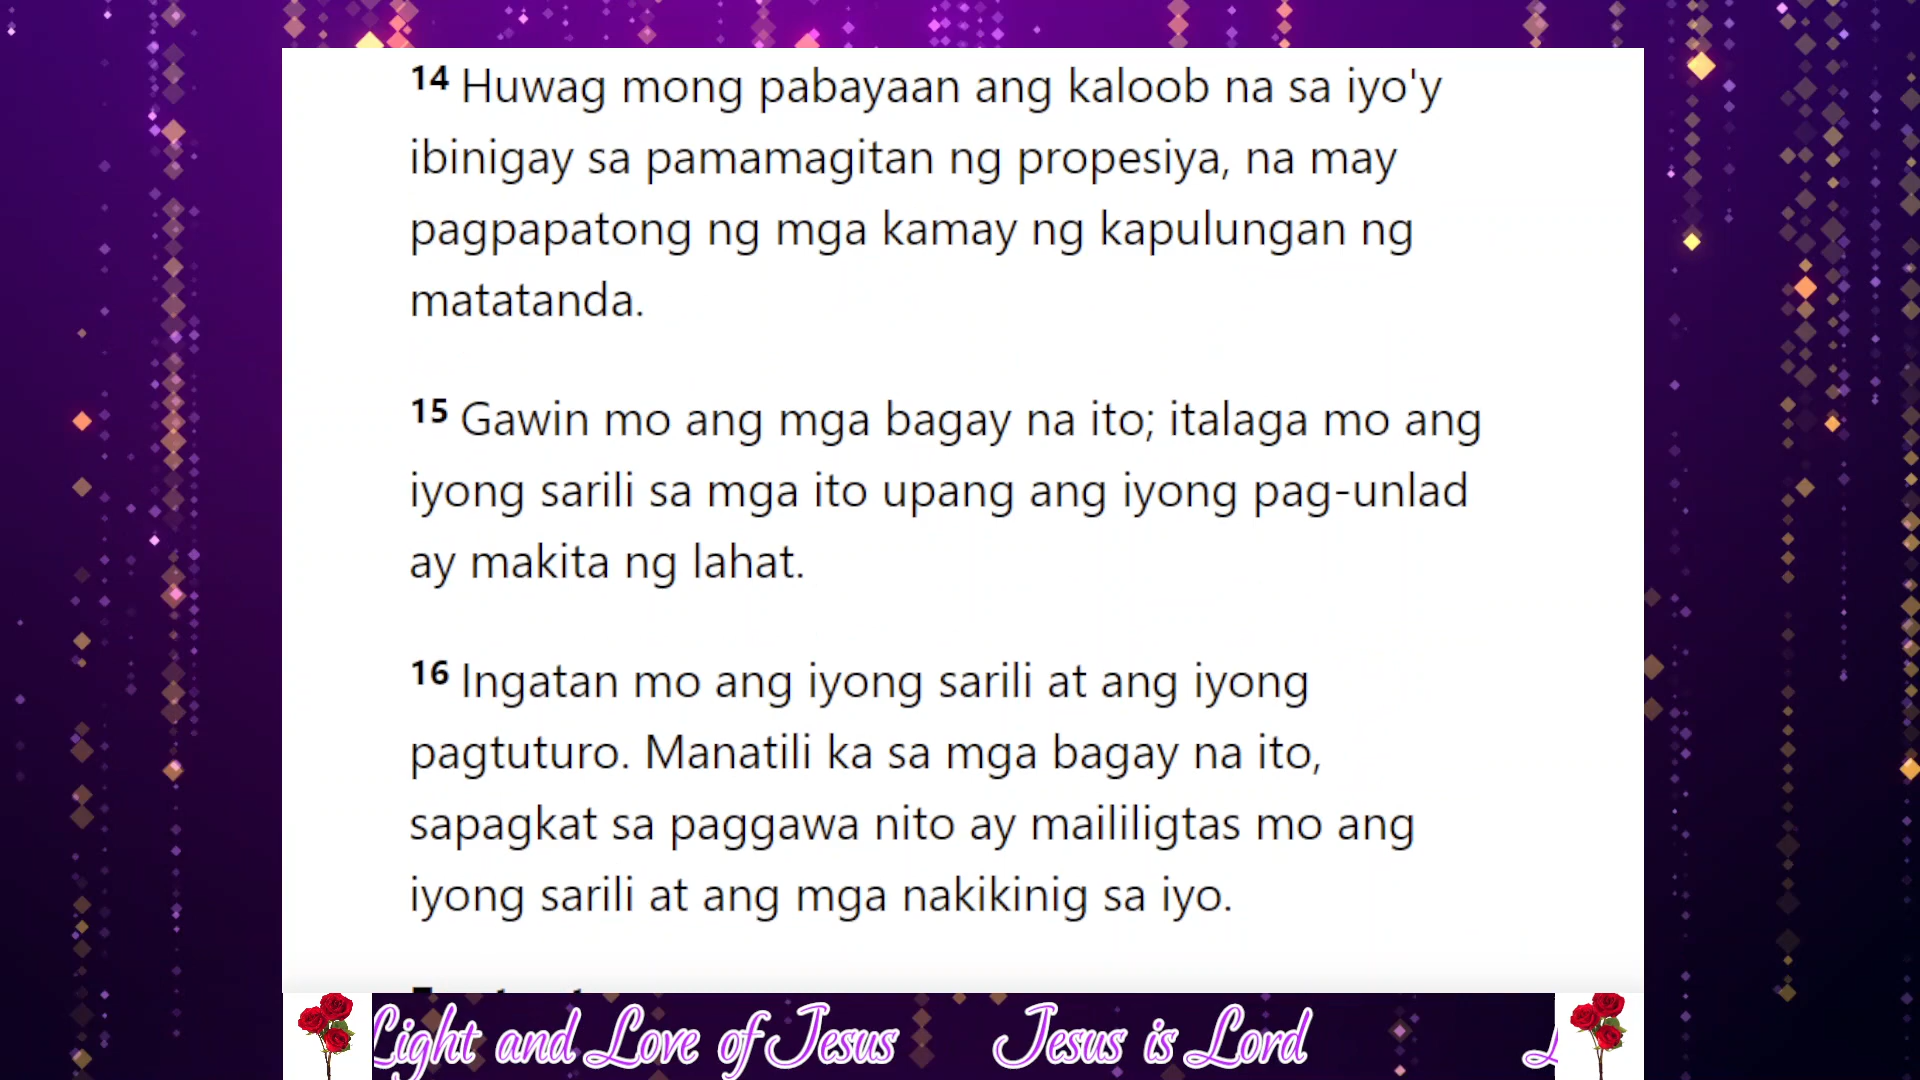 14 Huwag mong pabayaan ang kaloob na sa iyo'y
ibinigay sa pamamagitan ng propesiya, na may
pagpapatong ng mga kamay ng kapulungan ng
matatanda.
15 Gawin mo ang mga bagay na ito; italaga mo ang
iyong sarili sa mga ito upang ang iyong pag-unlad
ay makita ng lahat.
16 Ingatan mo ang iyong sarili at ang iyong
pagtuturo. Manatili ka sa mga bagay na ito,
sapagkat sa paggawa nito ay maililigtas mo ang
iyong sarili at ang mga nakikinig sa iyo.
Light and Love of Jesus Jesus is Lord